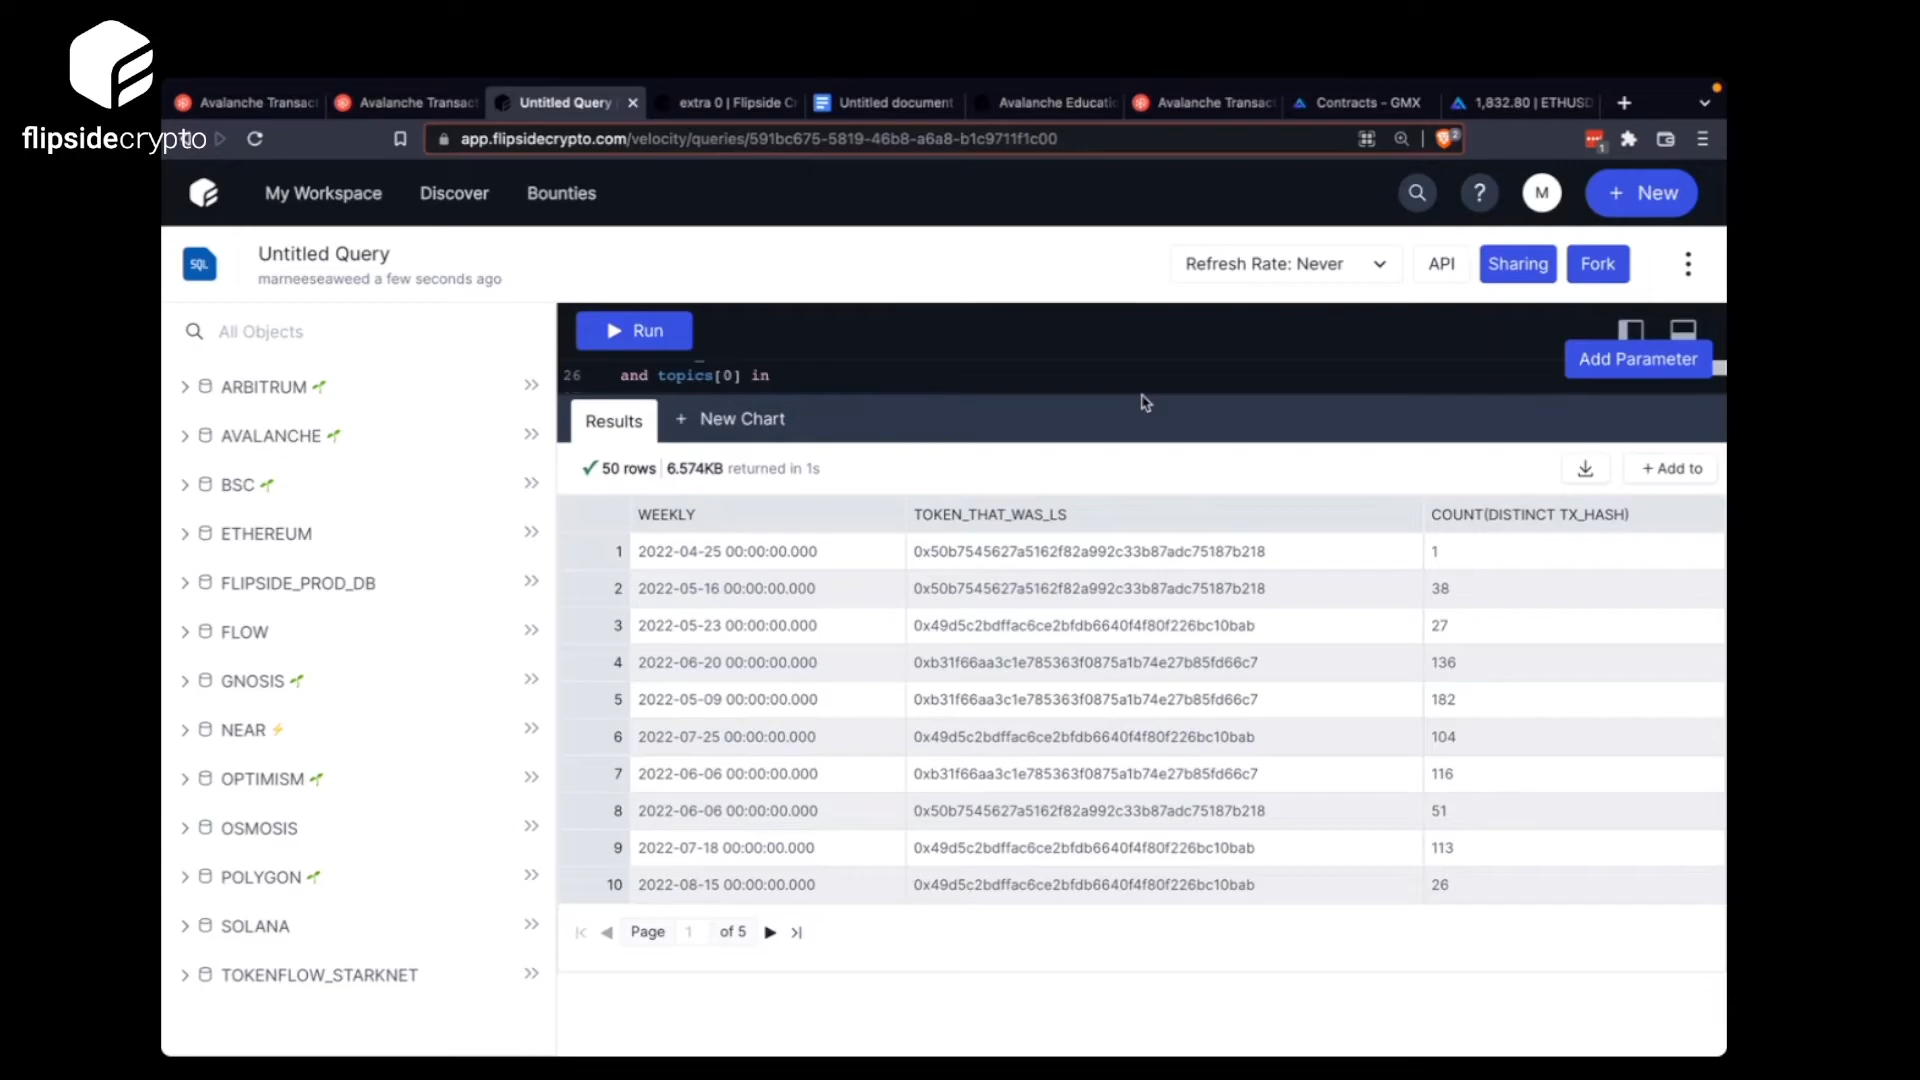 flipsidecrypto
Avalanche Transac
Avalanche Transact
Untitled Query
extra 0 | Flipside C
Untitled document
Avalanche Educati
Avalanche Transac
Contracts – GMX
1,832.80 | ETHUSD
app.flipsidecrypto.com/velocity/queries/591bc675-5819-46b8-a6a8-b1c9711f1c00
2
1
My Workspace
Discover
Bounties
?
M
+ New
SQL
Untitled Query
marneeseaweed a few seconds ago
Refresh Rate: Never
API
Sharing
Fork
All Objects
ARBITRUM
AVALANCHE
BSC
ETHEREUM
FLIPSIDE_PROD_DB
FLOW
GNOSIS
NEAR
OPTIMISM
OSMOSIS
POLYGON
SOLANA
TOKENFLOW_STARKNET
Run
Add Parameter
26 and topics[0] in
Results
+ New Chart
50 rows 6.574KB returned in 1s
+ Add to
WEEKLY TOKEN_THAT_WAS_LS COUNT(DISTINCT TX_HASH)
1 2022-04-25 00:00:00.000 0x50b7545627a5162f82a992c33b87adc75187b218 1
2 2022-05-16 00:00:00.000 0x50b7545627a5162f82a992c33b87adc75187b218 38
3 2022-05-23 00:00:00.000 0x49d5c2bdffac6ce2bfdb6640f4f80f226bc10bab 27
4 2022-06-20 00:00:00.000 0xb31f66aa3c1e785363f0875a1b74e27b85fd66c7 136
5 2022-05-09 00:00:00.000 0xb31f66aa3c1e785363f0875a1b74e27b85fd66c7 182
6 2022-07-25 00:00:00.000 0x49d5c2bdffac6ce2bfdb6640f4f80f226bc10bab 104
7 2022-06-06 00:00:00.000 0xb31f66aa3c1e785363f0875a1b74e27b85fd66c7 116
8 2022-06-06 00:00:00.000 0x50b7545627a5162f82a992c33b87adc75187b218 51
9 2022-07-18 00:00:00.000 0x49d5c2bdffac6ce2bfdb6640f4f80f226bc10bab 113
10 2022-08-15 00:00:00.000 0x49d5c2bdffac6ce2bfdb6640f4f80f226bc10bab 26
Page 1 of 5